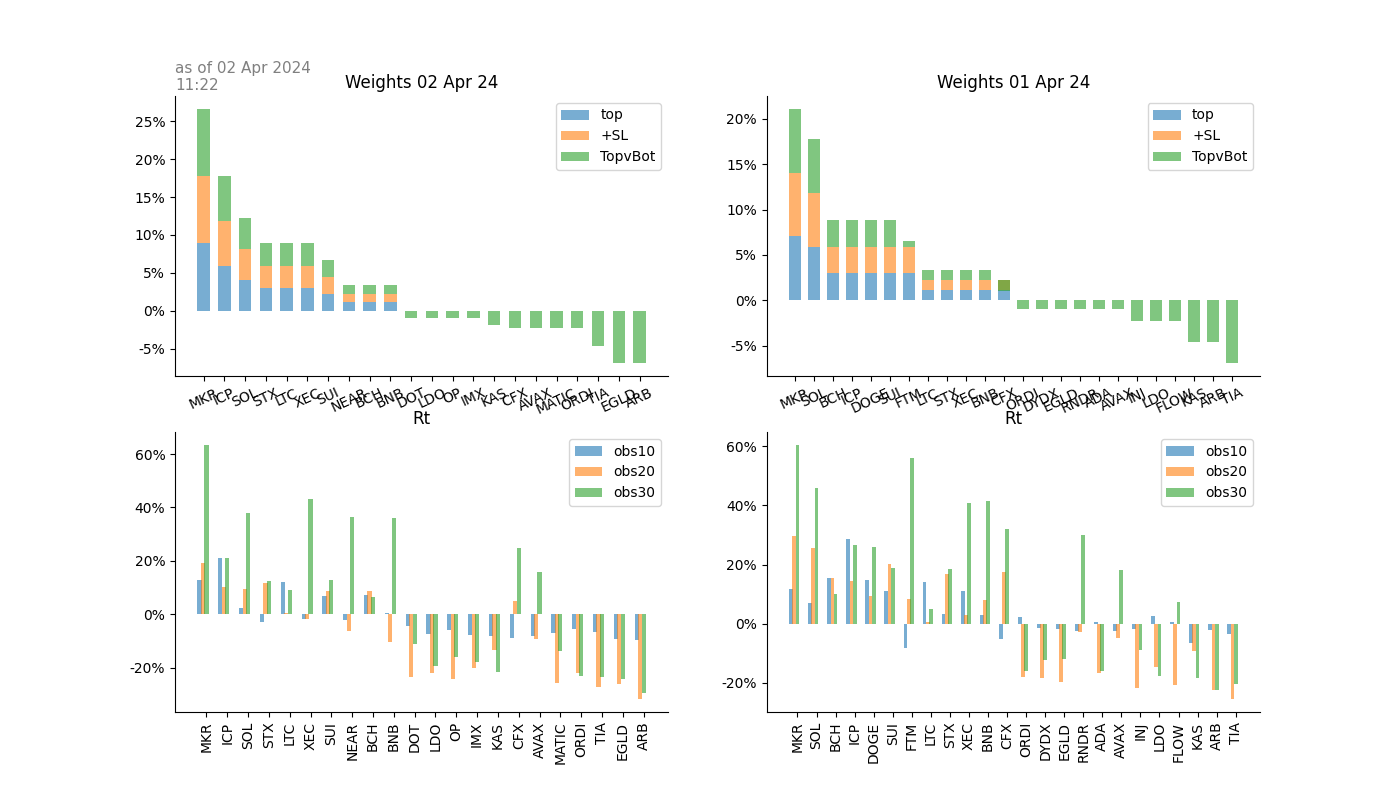 as of 02 Apr 2024
11:22
Weights 02 Apr 24
25%
20%
15%
10%
5%
0%
-5%
top
+SL
TopvBot
MKR ICP SOL STX LTC XEC SUI NEAR BCH BNB DOT LDO OP IMX KAS CFX AVAX MATIC ORDI TIA EGLD ARB
Weights 01 Apr 24
20%
15%
10%
5%
0%
-5%
top
+SL
TopvBot
MKR SOL BCH ICP DOGE SUI FTM LTC STX XEC BNB CFX ORDI DYDX EGLD RNDR ADA AVAX INJ LDO FLOW KAS ARB TIA
Rt
60%
40%
20%
0%
-20%
obs10
obs20
obs30
MKR ICP SOL STX LTC XEC SUI NEAR BCH BNB DOT LDO OP IMX KAS CFX AVAX MATIC ORDI TIA EGLD ARB
Rt
60%
40%
20%
0%
-20%
obs10
obs20
obs30
MKR SOL BCH ICP DOGE SUI FTM LTC STX XEC BNB CFX ORDI DYDX EGLD RNDR ADA AVAX INJ LDO FLOW KAS ARB TIA